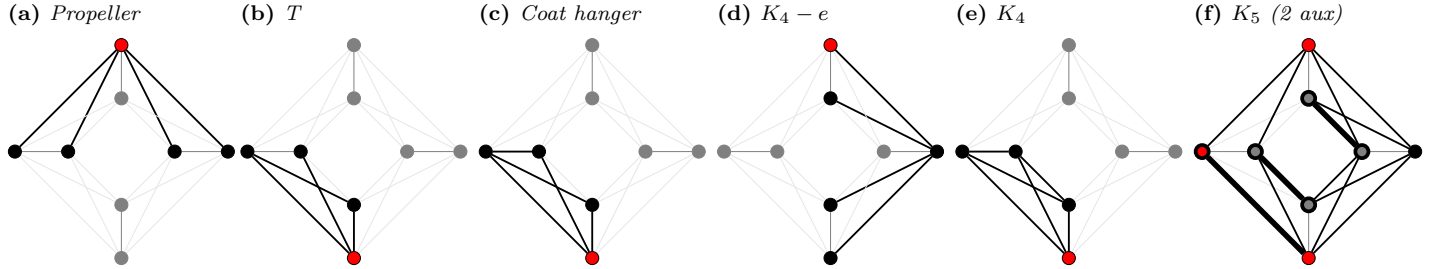 (a) Propeller (b) T (c) Coat hanger (d) K₄ − e (e) K₄ (f) K₅ (2 aux)